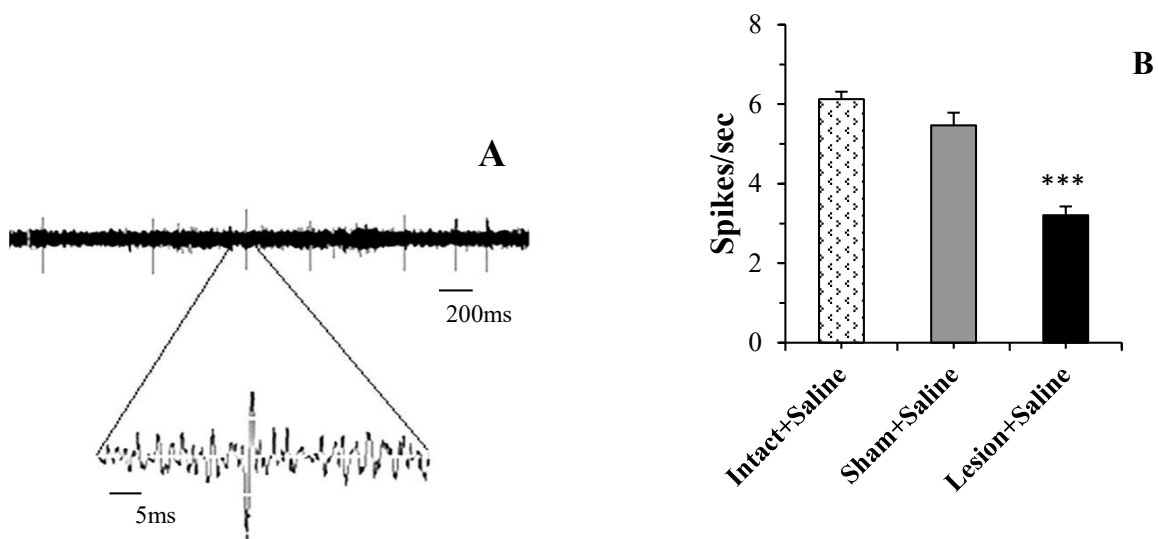 A
200ms
5ms
B
Spikes/sec
8
6
4
2
0
***
Intact+Saline
Sham+Saline
Lesion+Saline